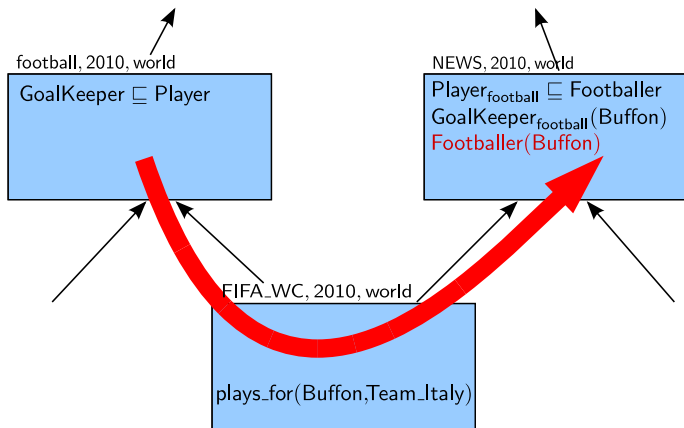 football, 2010, world
GoalKeeper ⊑ Player
NEWS, 2010, world
Player_football ⊑ Footballer
GoalKeeper_football(Buffon)
Footballer(Buffon)
FIFA_WC, 2010, world
plays_for(Buffon,Team_Italy)